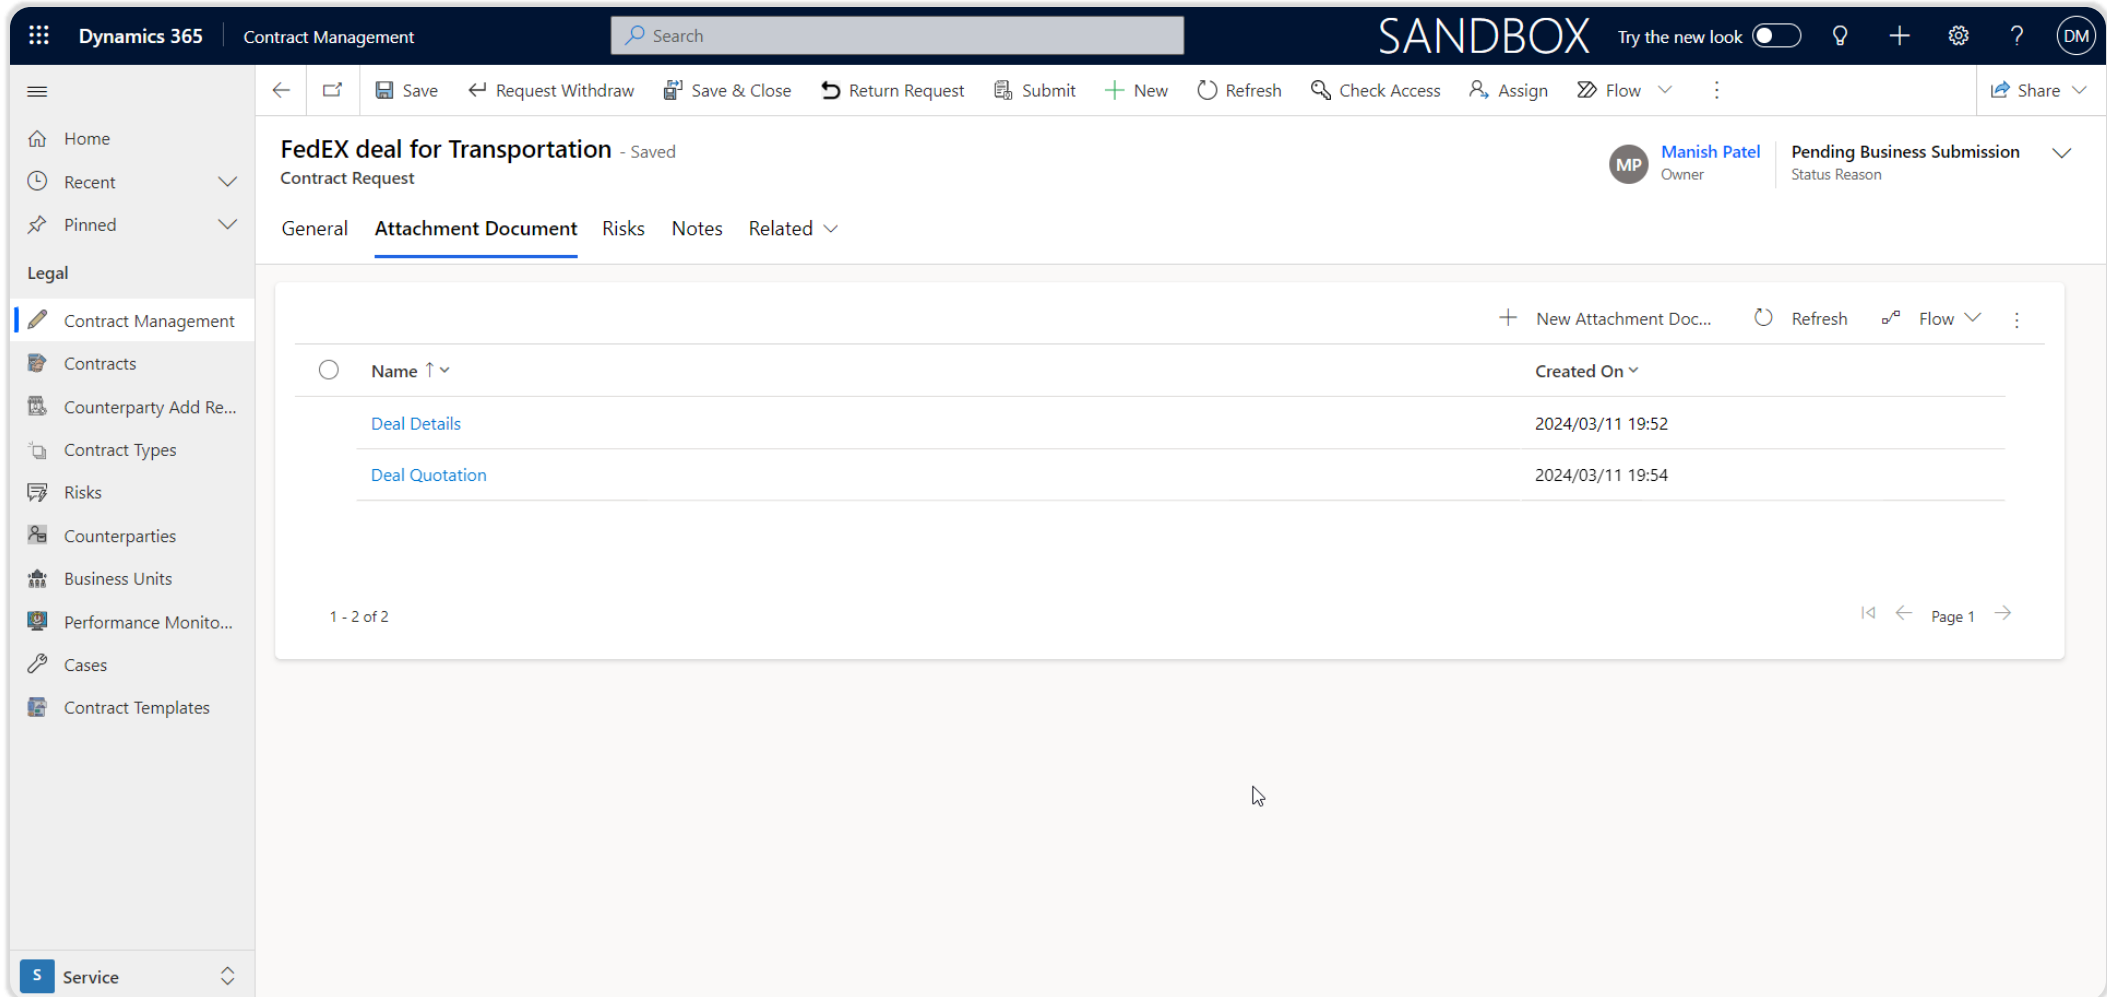 Dynamics 365 Contract Management Search SANDBOX Try the new look ? DM
Save Request Withdraw Save & Close Return Request Submit New Refresh Check Access Assign Flow Share
Home
Recent
Pinned
Legal
Contract Management
Contracts
Counterparty Add Re...
Contract Types
Risks
Counterparties
Business Units
Performance Monito...
Cases
Contract Templates
S Service
FedEX deal for Transportation - Saved
Contract Request
MP Manish Patel
Owner
Pending Business Submission
Status Reason
General Attachment Document Risks Notes Related
New Attachment Doc... Refresh Flow
Name Created On
Deal Details 2024/03/11 19:52
Deal Quotation 2024/03/11 19:54
1 - 2 of 2 Page 1